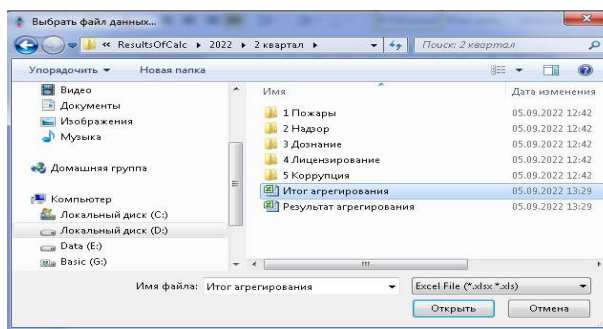 Выбрать файл данных...
« ResultsOfCalc ▸ 2022 ▸ 2 квартал ▸
Поиск: 2 квартал
Упорядочить ▾ Новая папка
Видео
Документы
Изображения
Музыка
Домашняя группа
Компьютер
Локальный диск (C:)
Локальный диск (D:)
Data (E:)
Basic (G:)
Имя Дата изменения
1 Пожары 05.09.2022 12:42
2 Надзор 05.09.2022 12:42
3 Дознание 05.09.2022 12:42
4 Лицензирование 05.09.2022 12:42
5 Коррупция 05.09.2022 12:42
Итог агрегирования 05.09.2022 13:29
Результат агрегирования 05.09.2022 13:29
Имя файла: Итог агрегирования Excel File (*.xlsx *.xls)
Открыть Отмена